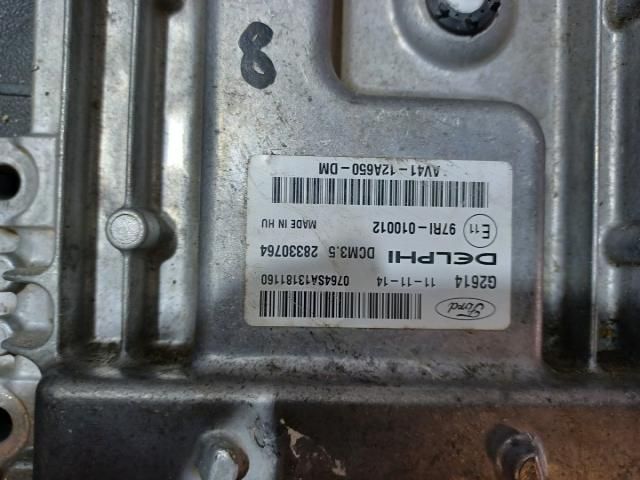 8
Ford
G2614 11-11-14 0764SA13181160
DELPHI DCM3.5 28330764
E11 97RI-010012 MADE IN HU
AV41-12A650-DM